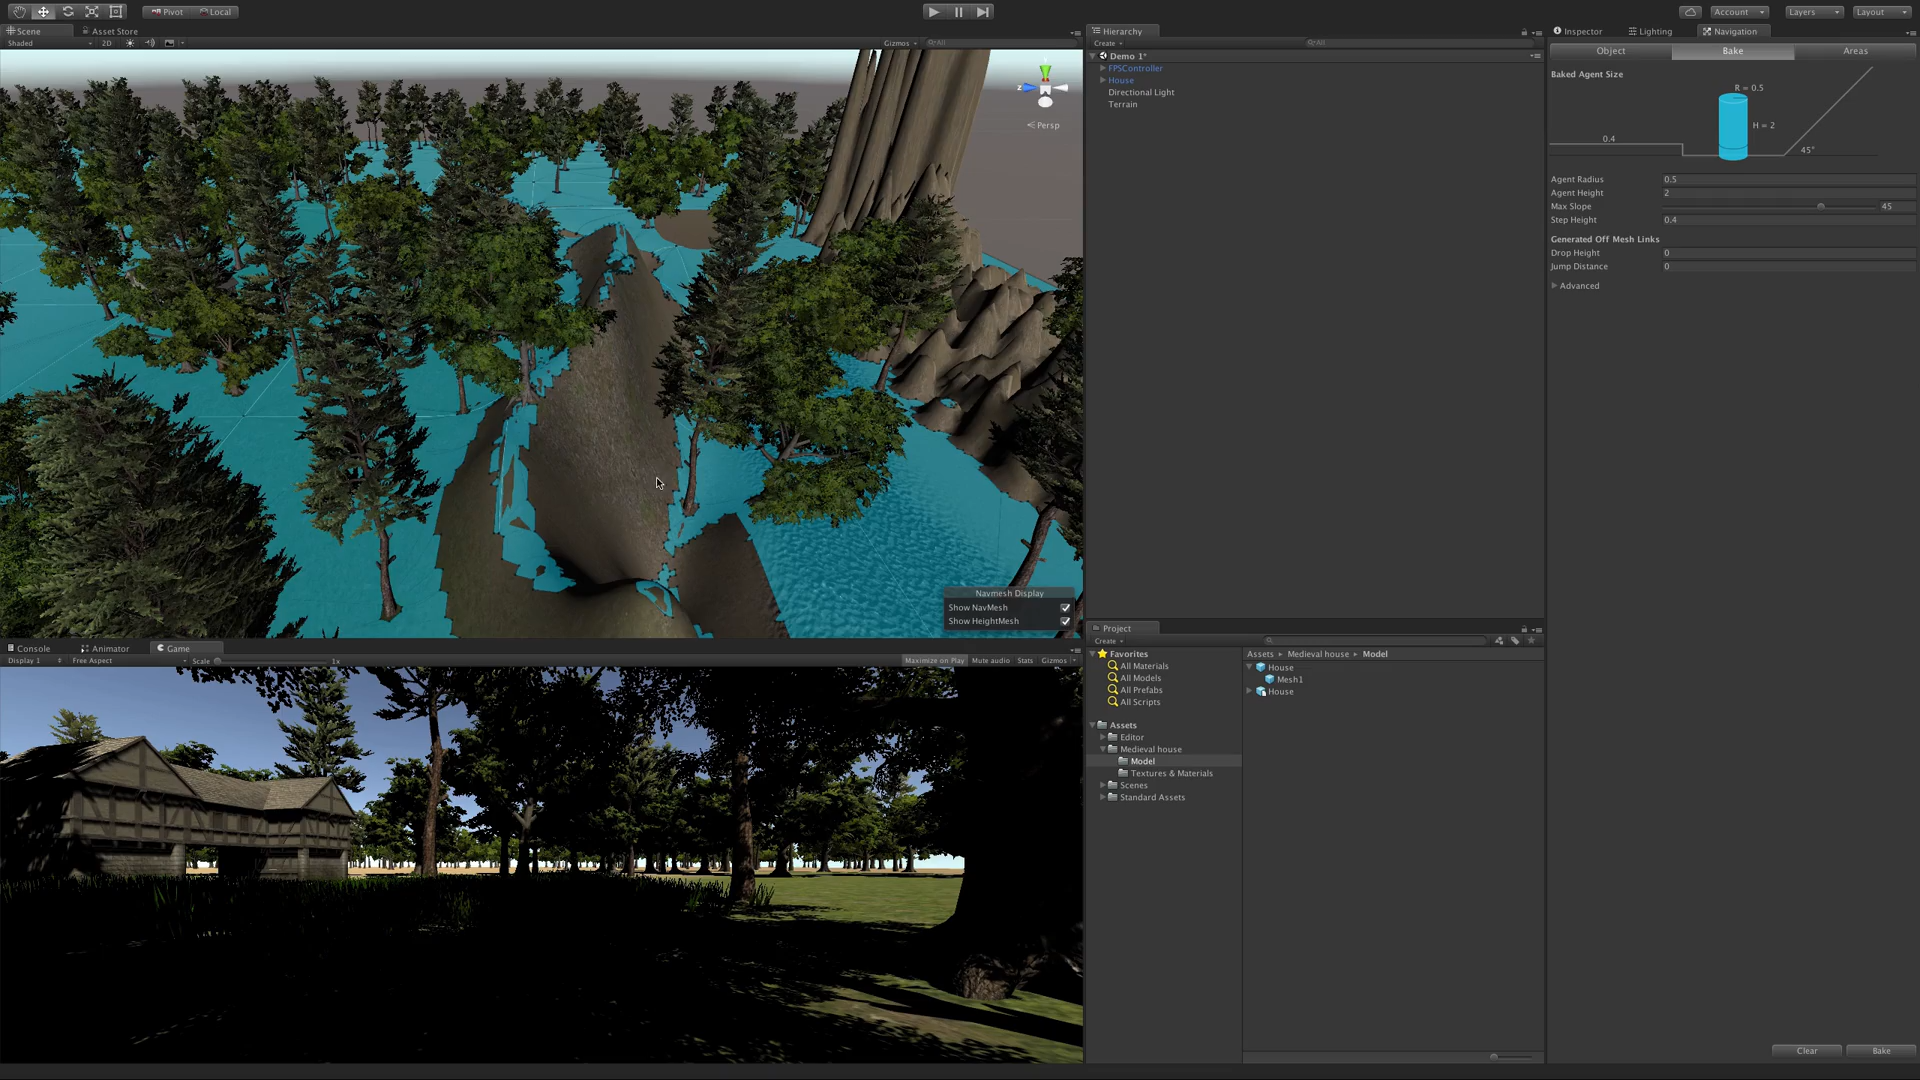 Pivot
Local
Account
Layers
Layout
Scene
Asset Store
Shaded
2D
Gizmos
All
z
Persp
Navmesh Display
Show NavMesh
Show HeightMesh
Console
Animator
Game
Display 1
Free Aspect
Scale
1x
Maximize on Play
Mute audio
Stats
Gizmos
Hierarchy
Create
All
Demo 1*
FPSController
House
Directional Light
Terrain
Project
Create
Favorites
All Materials
All Models
All Prefabs
All Scripts
Assets
Editor
Medieval house
Model
Textures & Materials
Scenes
Standard Assets
Assets ▸ Medieval house ▸ Model
House
Mesh1
House
Inspector
Lighting
Navigation
Object
Bake
Areas
Baked Agent Size
R = 0.5
H = 2
0.4
45°
Agent Radius 0.5
Agent Height 2
Max Slope 45
Step Height 0.4
Generated Off Mesh Links
Drop Height 0
Jump Distance 0
Advanced
Clear
Bake